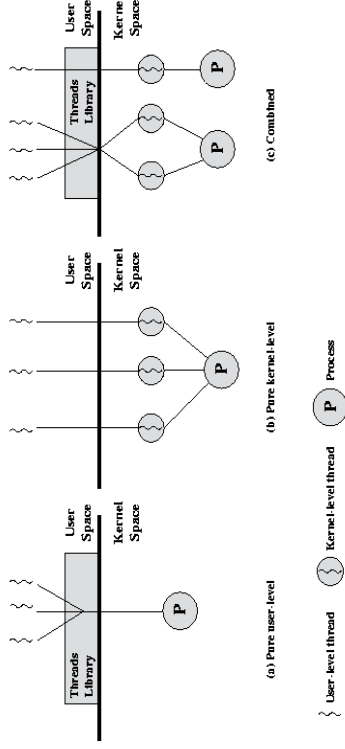 Threads
Library
User
Space
Kernel
Space
P
(a) Pure user-level
User
Space
Kernel
Space
P
(b) Pure kernel-level
Threads
Library
User
Space
Kernel
Space
P
P
(c) Combined
User-level thread
Kernel-level thread
P
Process